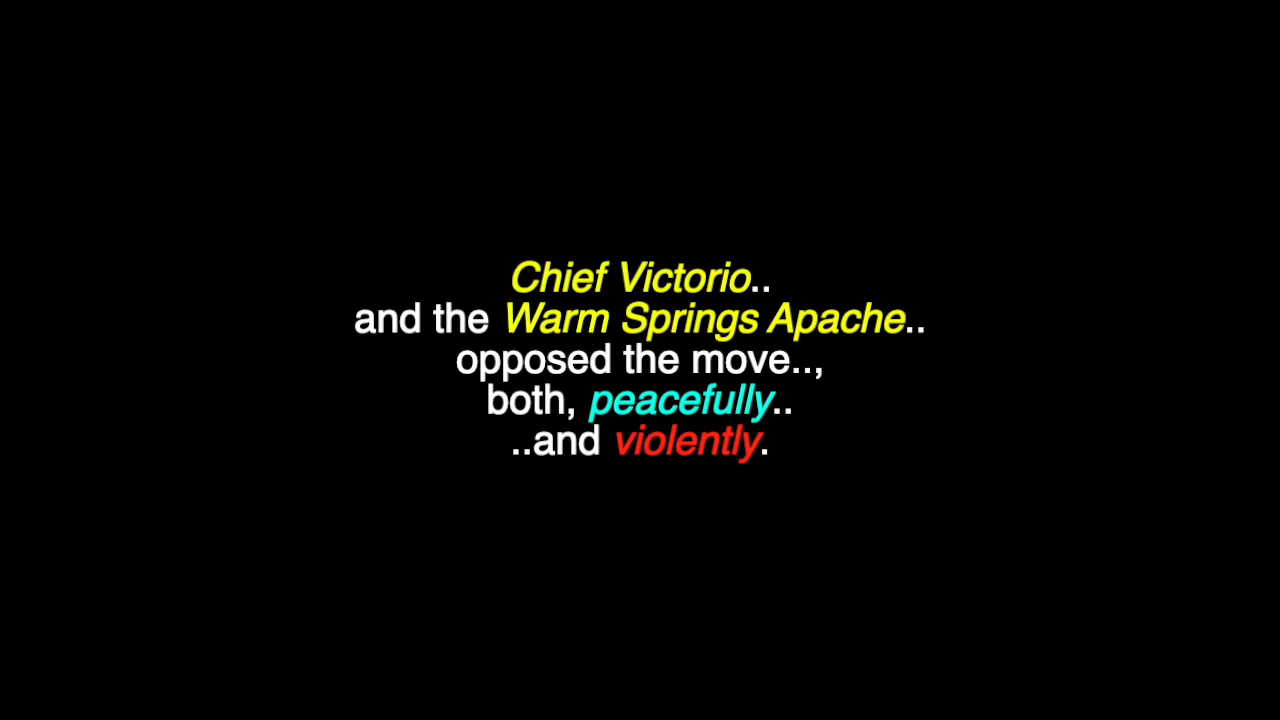 Chief Victorio..
and the Warm Springs Apache..
opposed the move..,
both, peacefully..
..and violently.